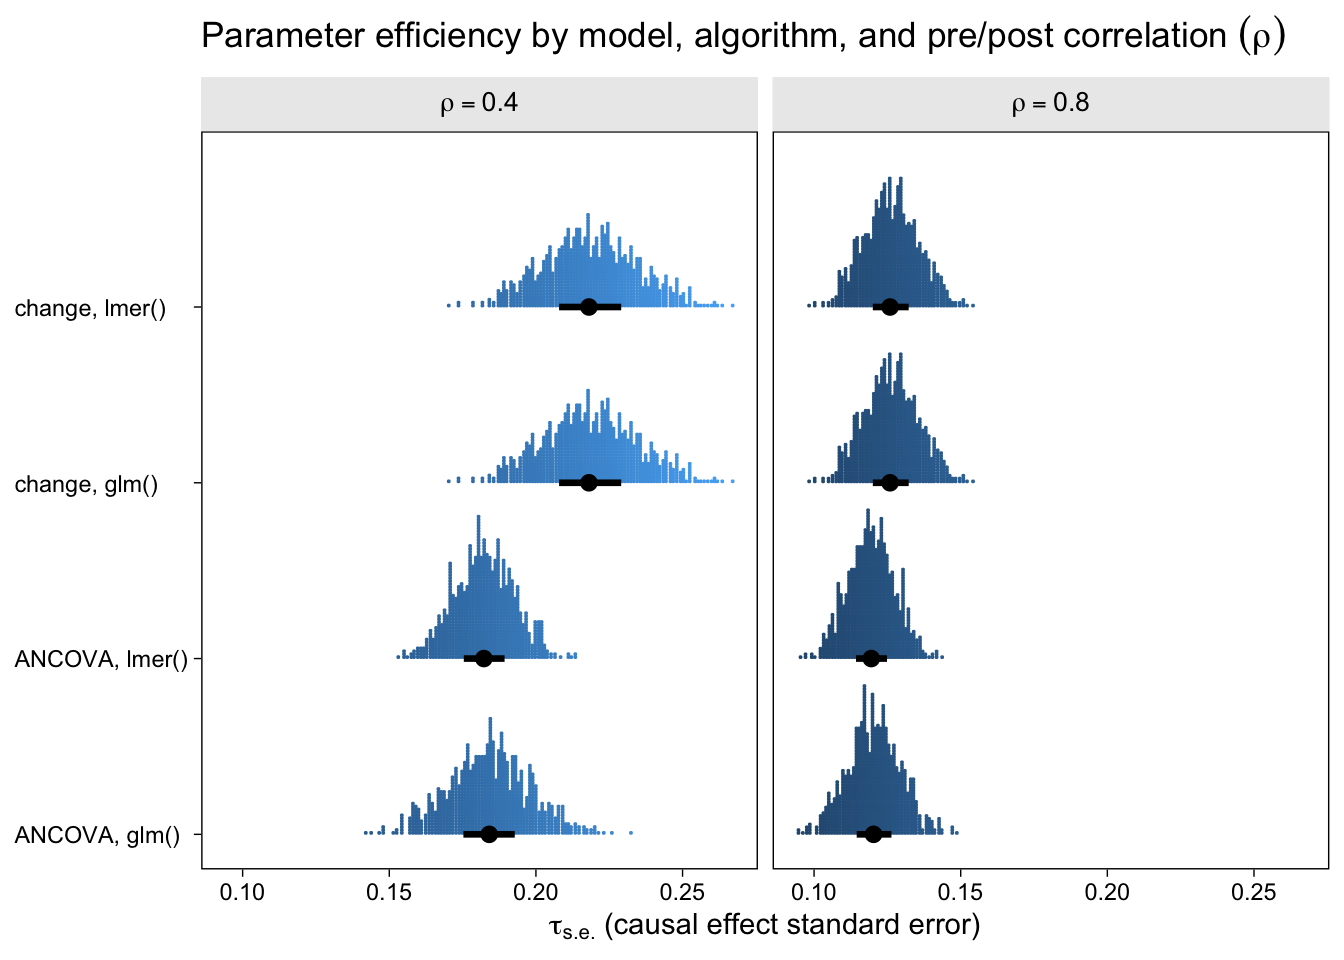 Parameter efficiency by model, algorithm, and pre/post correlation (ρ)
ρ = 0.4
ρ = 0.8
change, lmer()
change, glm()
ANCOVA, lmer()
ANCOVA, glm()
0.10 0.15 0.20 0.25
0.10 0.15 0.20 0.25
τs.e. (causal effect standard error)